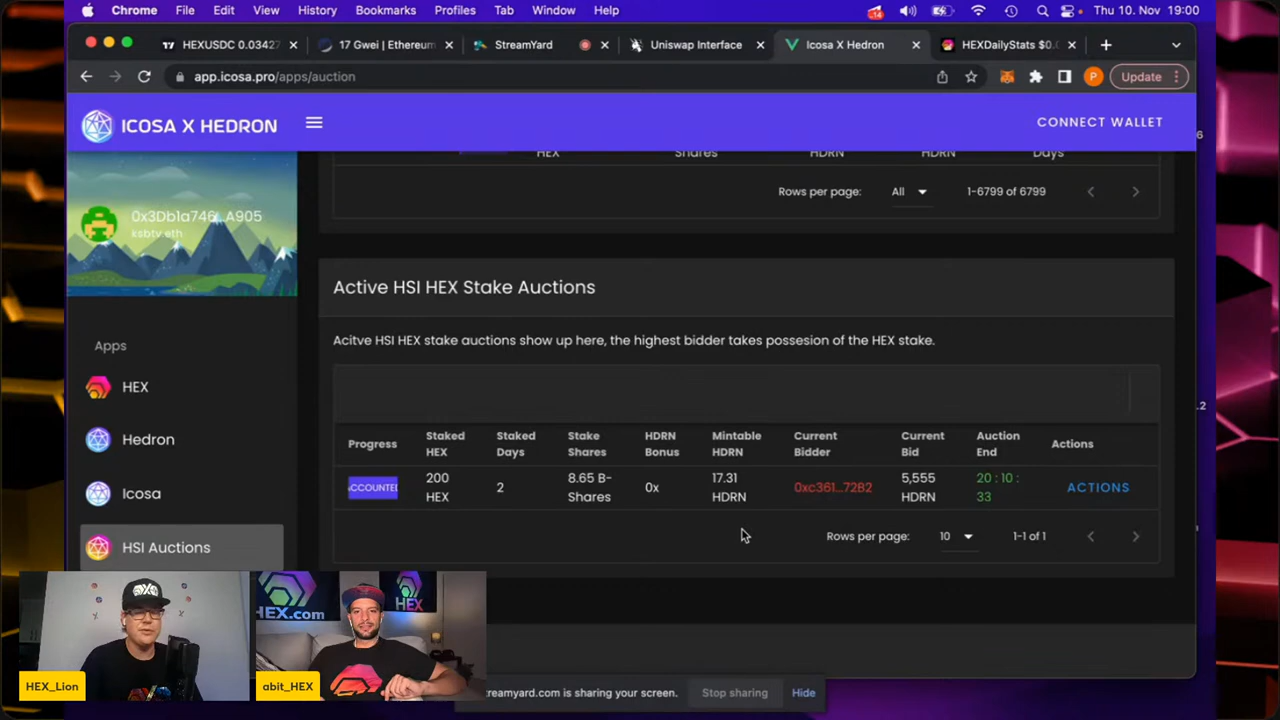 Chrome File Edit View History Bookmarks Profiles Tab Window Help Thu 10. Nov 19:00
HEXUSDC 0.03427 17 Gwei | Ethereum StreamYard Uniswap Interface Icosa X Hedron HEXDailyStats $0.
app.icosa.pro/apps/auction Update
ICOSA X HEDRON CONNECT WALLET
HEX Shares HDRN HDRN Days
Rows per page: All 1-6799 of 6799
0x3Db1a746..A905
ksbtv.eth
Active HSI HEX Stake Auctions
Acitve HSI HEX stake auctions show up here, the highest bidder takes possesion of the HEX stake.
Apps
HEX
Hedron
Icosa
HSI Auctions
Progress Staked HEX Staked Days Stake Shares HDRN Bonus Mintable HDRN Current Bidder Current Bid Auction End Actions
CCOUNTED 200 HEX 2 8.65 B-Shares 0x 17.31 HDRN 0xc361...72B2 5,555 HDRN 20 : 10 : 33 ACTIONS
Rows per page: 10 1-1 of 1
HEX.com
HEX
HEX_Lion
abit_HEX
streamyard.com is sharing your screen. Stop sharing Hide